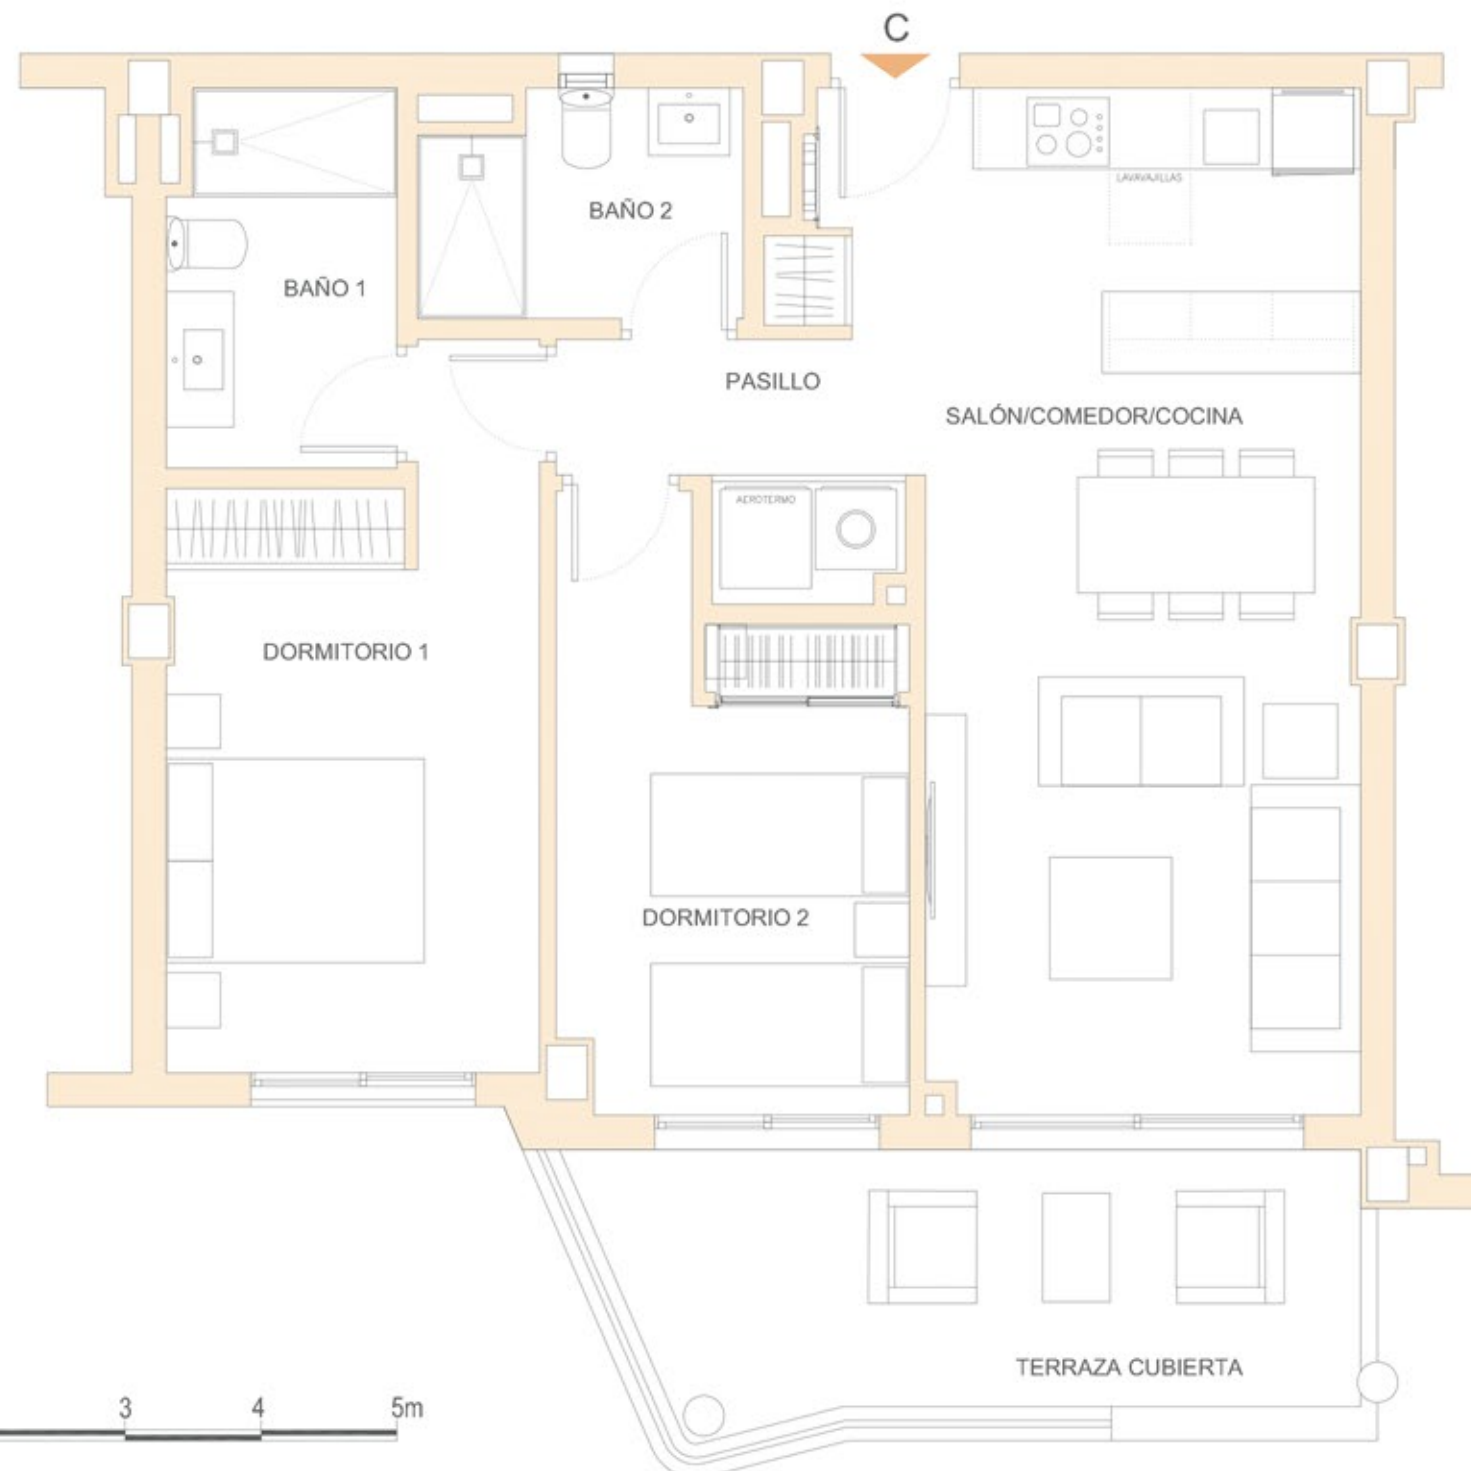 C
LAVAVAJILLAS
BAÑO 2
BAÑO 1
PASILLO
SALÓN/COMEDOR/COCINA
AEROTERMO
DORMITORIO 1
DORMITORIO 2
TERRAZA CUBIERTA
3 4 5m